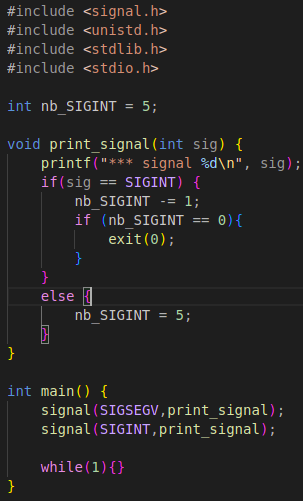 #include <signal.h>
#include <unistd.h>
#include <stdlib.h>
#include <stdio.h>

int nb_SIGINT = 5;

void print_signal(int sig) {
    printf("*** signal %d\n", sig);
    if(sig == SIGINT) {
        nb_SIGINT -= 1;
        if (nb_SIGINT == 0){
            exit(0);
        }
    }
    else {
        nb_SIGINT = 5;
    }
}

int main() {
    signal(SIGSEGV,print_signal);
    signal(SIGINT,print_signal);

    while(1){}
}